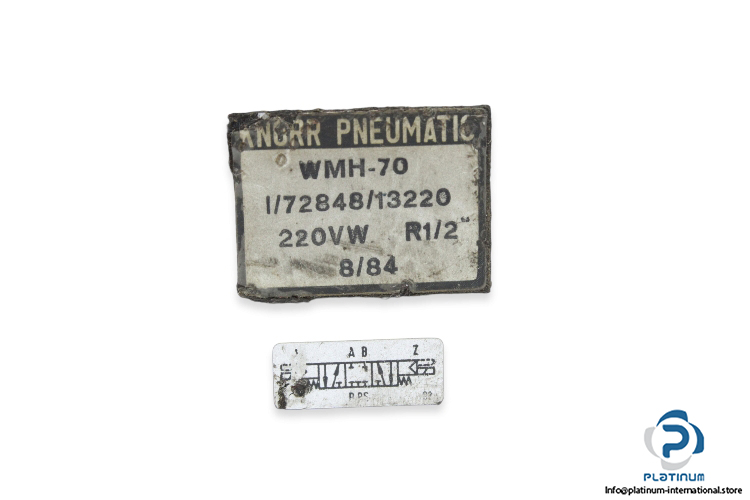 KNORR PNEUMATIC
WMH-70
I/72848/13220
220VW R1/2"
8/84
A B Z
PLATINUM
Info@platinum-international.store